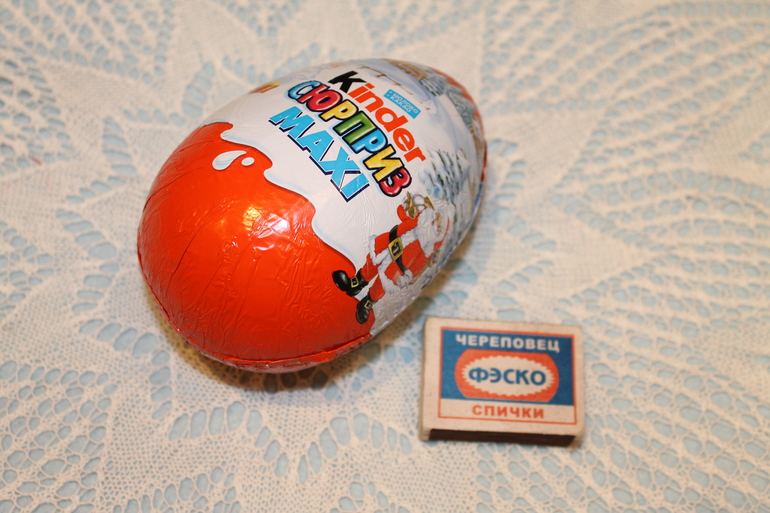 Kinder
СЮРПРИЗ
MAXI
ЧЕРЕПОВЕЦ
ФЭСКО
СПИЧКИ